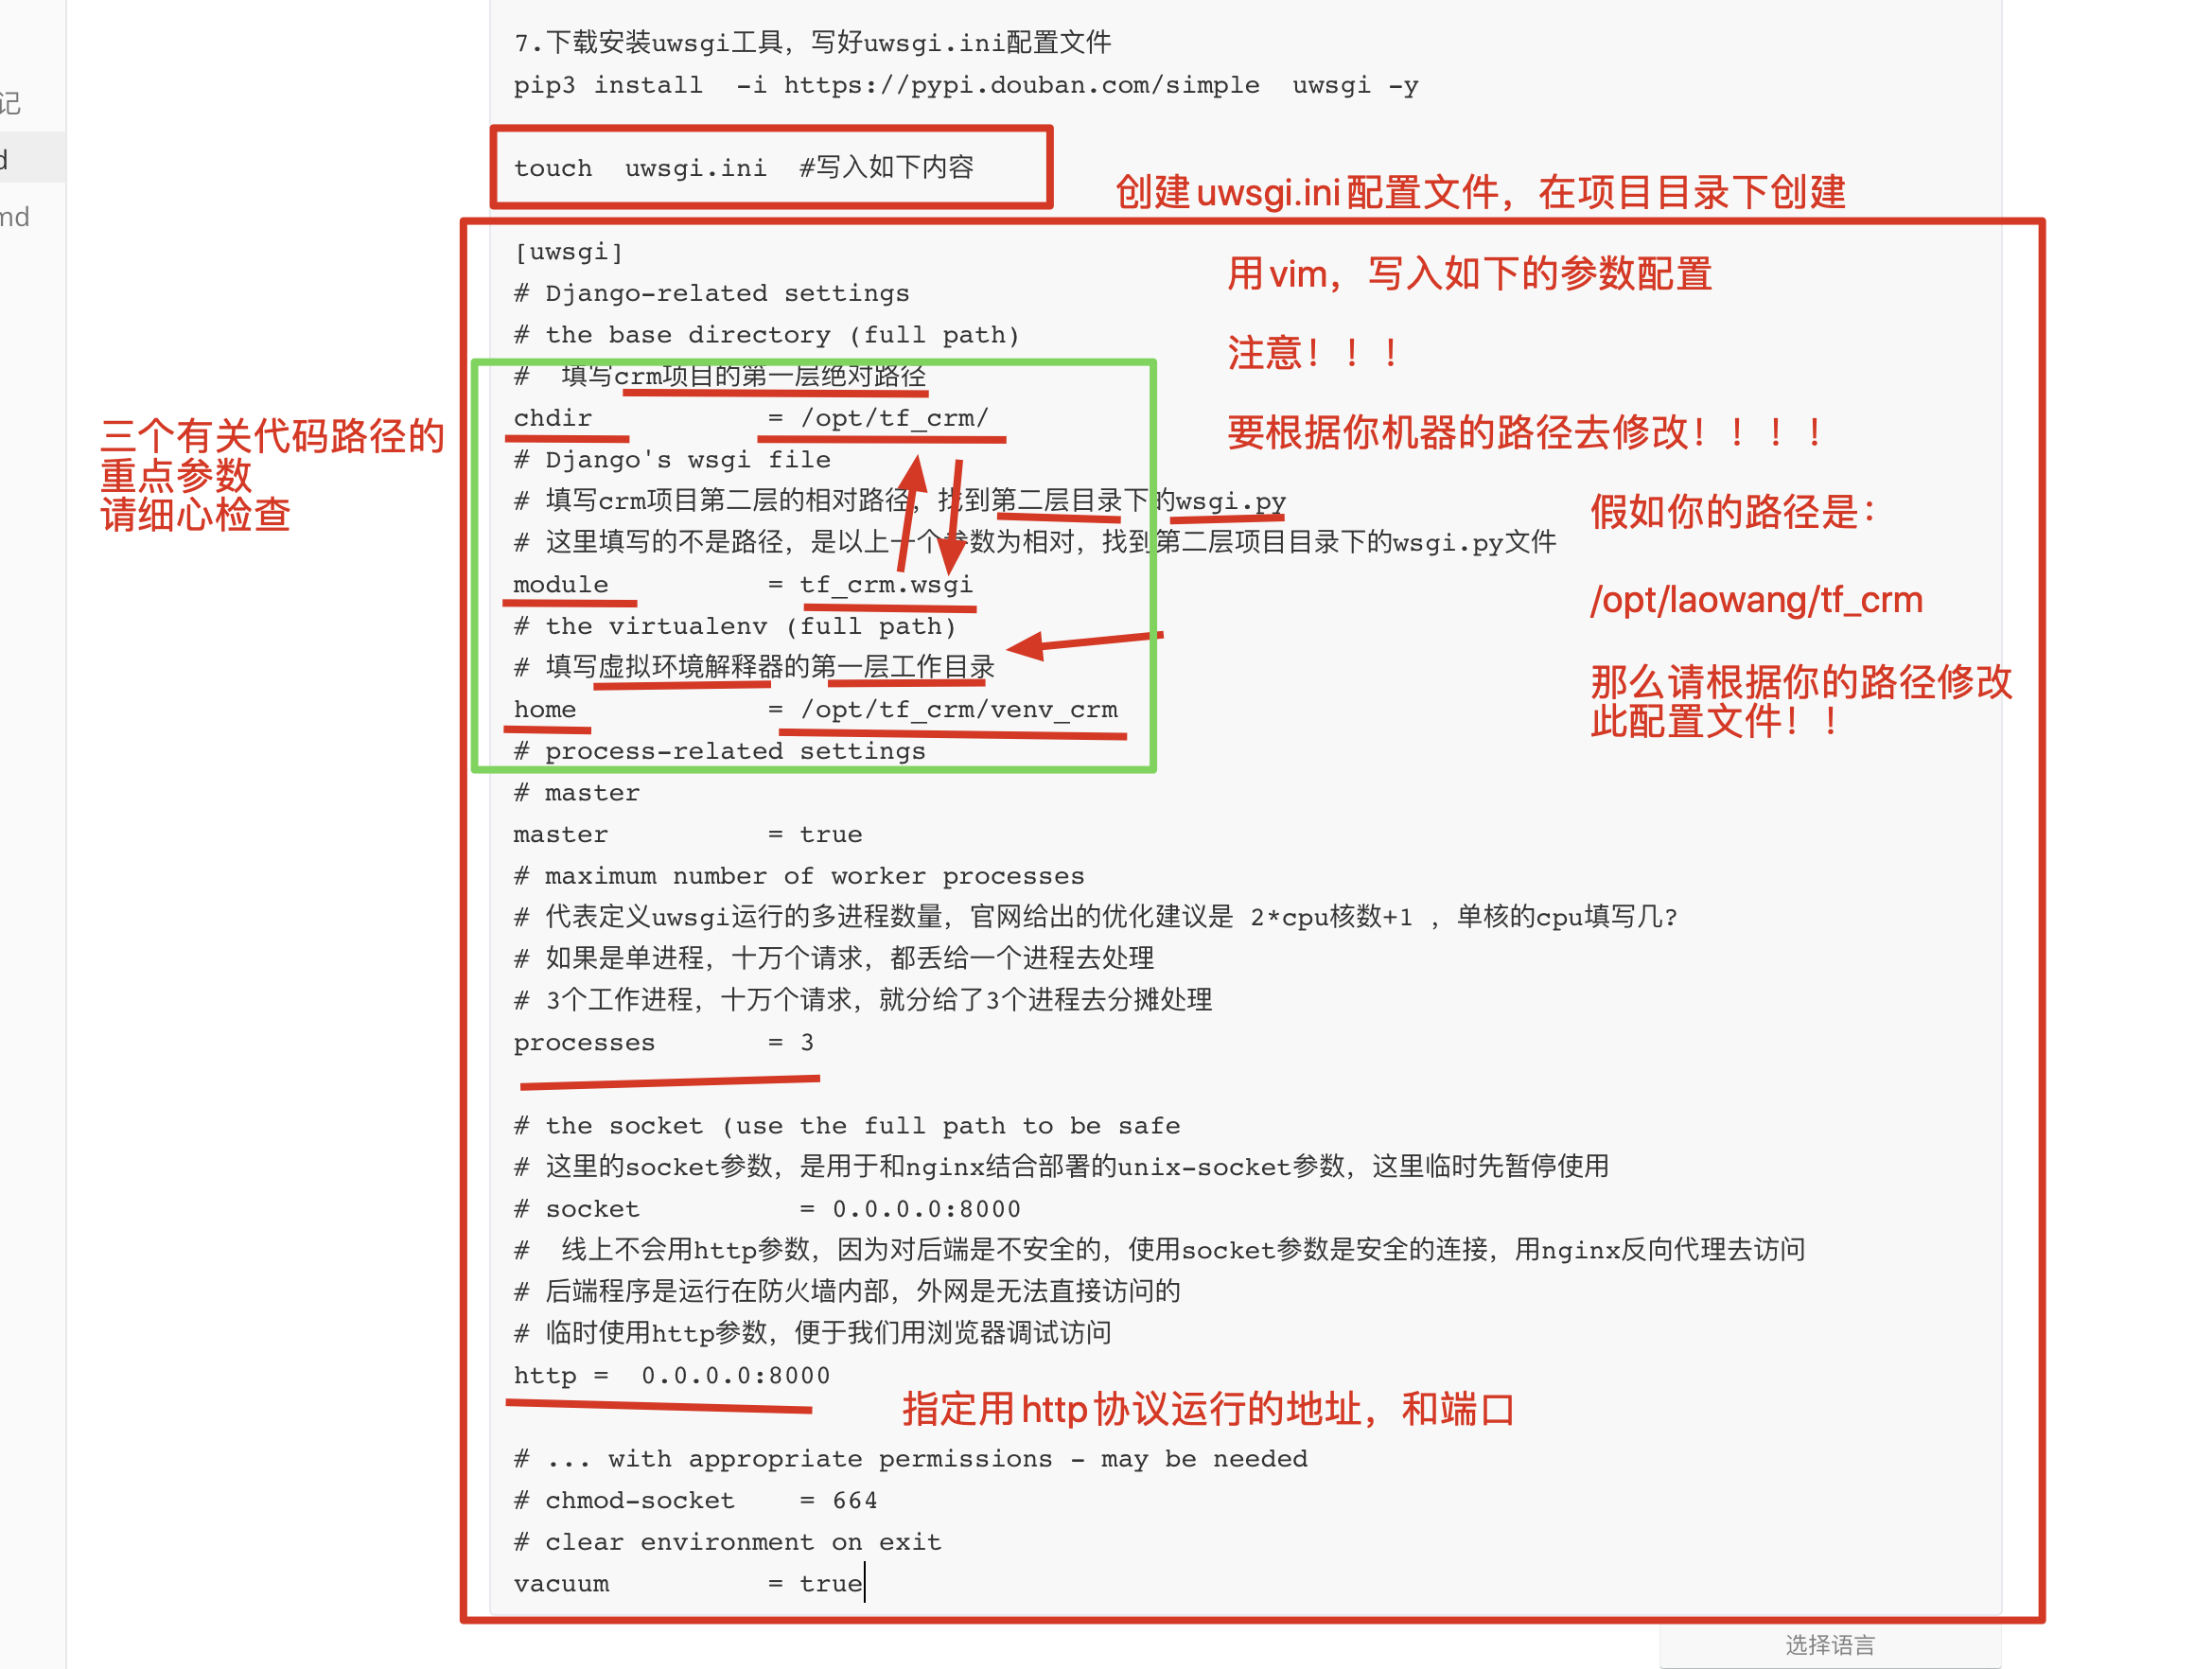 7.下载安装uwsgi工具，写好uwsgi.ini配置文件
pip3 install  -i https://pypi.douban.com/simple  uwsgi -y
记
d
touch  uwsgi.ini  #写入如下内容
创建uwsgi.ini配置文件，在项目目录下创建
md
[uwsgi]
用vim，写入如下的参数配置
# Django-related settings
# the base directory (full path)
注意！！！
#  填写crm项目的第一层绝对路径
chdir           = /opt/tf_crm/
要根据你机器的路径去修改！！！！
三个有关代码路径的
重点参数
请细心检查
# Django's wsgi file
# 填写crm项目第二层的相对路径，找到第二层目录下的wsgi.py
假如你的路径是：
# 这里填写的不是路径，是以上一个参数为相对，找到第二层项目目录下的wsgi.py文件
module          = tf_crm.wsgi
/opt/laowang/tf_crm
# the virtualenv (full path)
# 填写虚拟环境解释器的第一层工作目录
那么请根据你的路径修改
此配置文件！！
home            = /opt/tf_crm/venv_crm
# process-related settings
# master
master          = true
# maximum number of worker processes
# 代表定义uwsgi运行的多进程数量，官网给出的优化建议是 2*cpu核数+1 ，单核的cpu填写几?
# 如果是单进程，十万个请求，都丢给一个进程去处理
# 3个工作进程，十万个请求，就分给了3个进程去分摊处理
processes       = 3
# the socket (use the full path to be safe
# 这里的socket参数，是用于和nginx结合部署的unix-socket参数，这里临时先暂停使用
# socket          = 0.0.0.0:8000
#  线上不会用http参数，因为对后端是不安全的，使用socket参数是安全的连接，用nginx反向代理去访问
# 后端程序是运行在防火墙内部，外网是无法直接访问的
# 临时使用http参数，便于我们用浏览器调试访问
http =  0.0.0.0:8000
指定用http协议运行的地址，和端口
# ... with appropriate permissions - may be needed
# chmod-socket    = 664
# clear environment on exit
vacuum          = true
选择语言